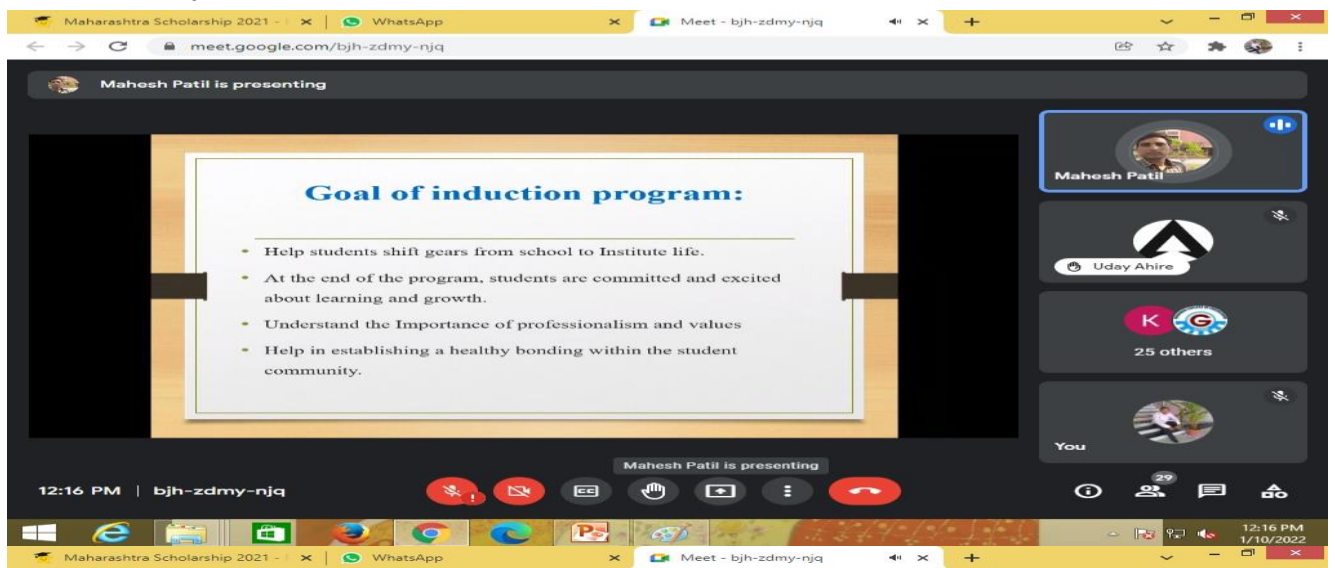 Maharashtra Scholarship 2021 -
WhatsApp
Meet - bjh-zdmy-njq
meet.google.com/bjh-zdmy-njq
Mahesh Patil is presenting
Goal of induction program:
• Help students shift gears from school to Institute life.
• At the end of the program, students are committed and excited
about learning and growth.
• Understand the Importance of professionalism and values
• Help in establishing a healthy bonding within the student
community.
Mahesh Patil
Uday Ahire
K G
25 others
You
Mahesh Patil is presenting
12:16 PM | bjh-zdmy-njq
CC
29
12:16 PM
1/10/2022
Maharashtra Scholarship 2021 -
WhatsApp
Meet - bjh-zdmy-njq